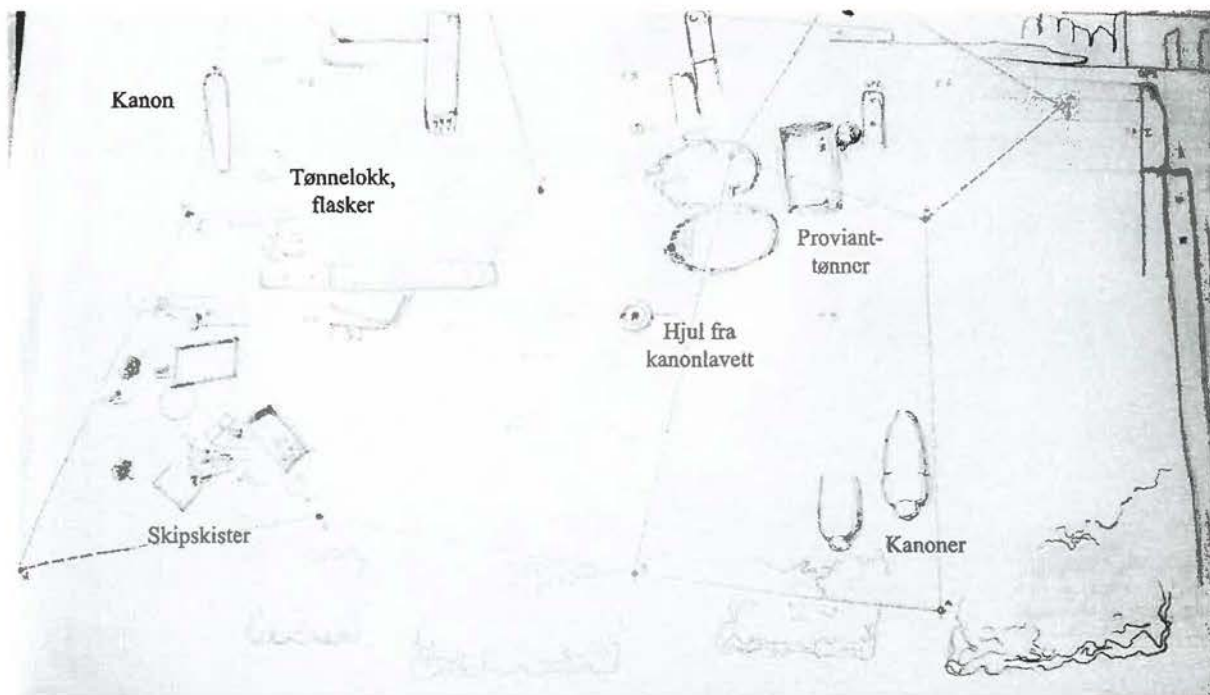 Kanon
Tønnelokk,
flasker
Proviant-
tønner
Hjul fra
kanonlavett
Skipskister
Kanoner